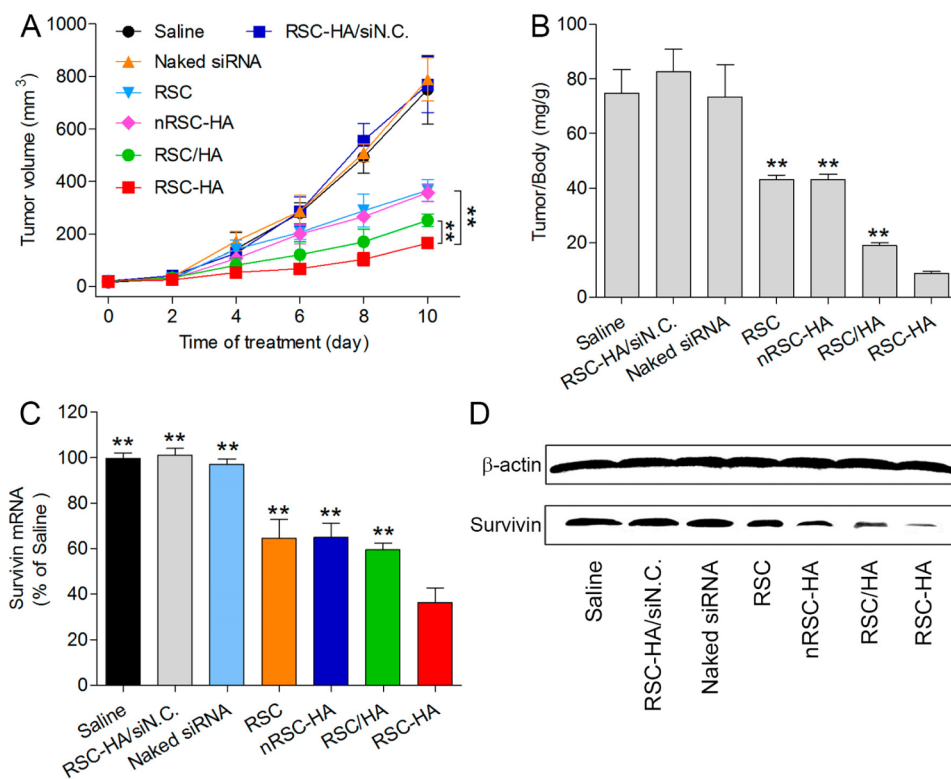 A
Saline
RSC-HA/siN.C.
Naked siRNA
RSC
nRSC-HA
RSC/HA
RSC-HA
Tumor volume (mm³)
1000
800
600
400
200
0
**
**
0 2 4 6 8 10
Time of treatment (day)
B
Tumor/Body (mg/g)
100
80
60
40
20
0
** ** **
Saline
RSC-HA/siN.C.
Naked siRNA
RSC
nRSC-HA
RSC/HA
RSC-HA
C
Survivin mRNA
(% of Saline )
120
100
80
60
40
20
0
** ** ** ** ** **
Saline
RSC-HA/siN.C.
Naked siRNA
RSC
nRSC-HA
RSC/HA
RSC-HA
D
β-actin
Survivin
Saline
RSC-HA/siN.C.
Naked siRNA
RSC
nRSC-HA
RSC/HA
RSC-HA